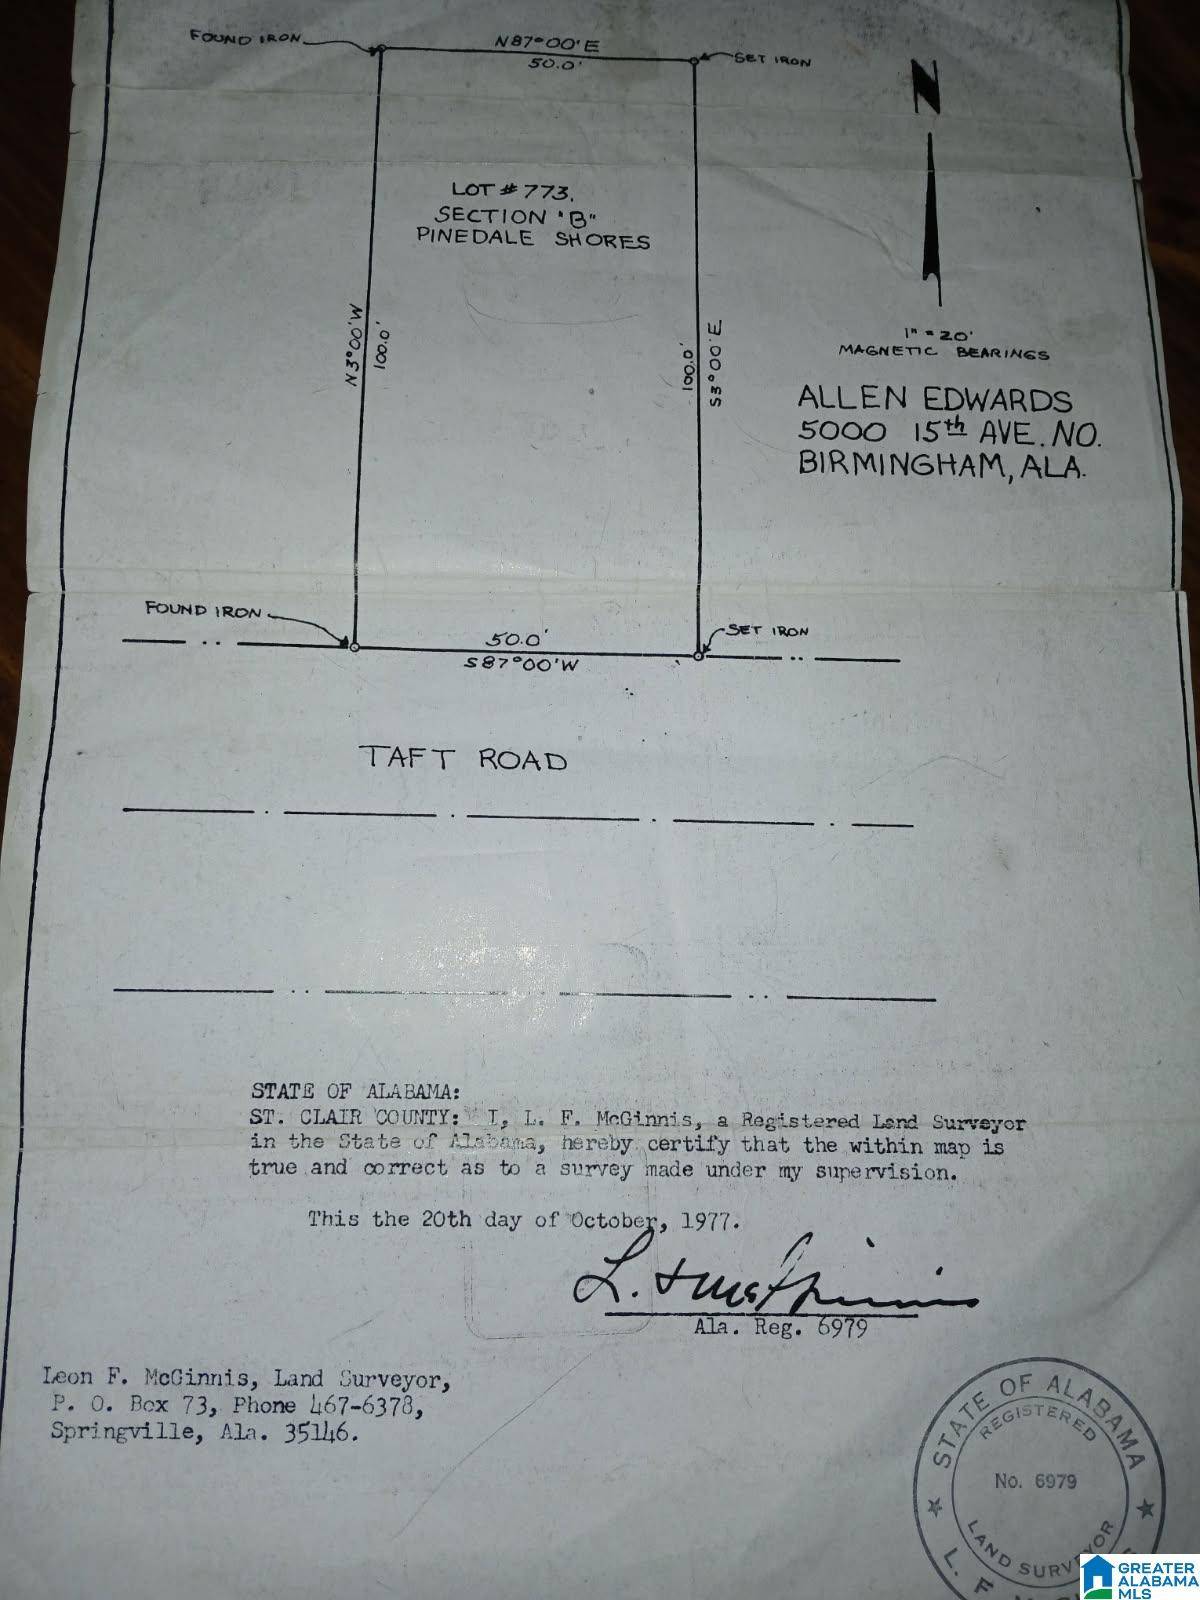 FOUND IRON
N87°00'E
50.0'
SET IRON
N
LOT #773.
SECTION "B"
PINEDALE SHORES
N3°00'W
100.0'
100.0'
S3°00'E
1" = 20'
MAGNETIC BEARINGS
ALLEN EDWARDS
5000 15th AVE. NO.
BIRMINGHAM, ALA.
FOUND IRON
50.0'
S87°00'W
SET IRON
TAFT ROAD
STATE OF ALABAMA:
ST. CLAIR COUNTY: I, L. F. McGinnis, a Registered Land Surveyor
in the State of Alabama, hereby certify that the within map is
true and correct as to a survey made under my supervision.
This the 20th day of October, 1977.
L. F. McGinnis
Ala. Reg. 6979
Leon F. McGinnis, Land Surveyor,
P. O. Box 73, Phone 467-6378,
Springville, Ala. 35146.
STATE OF ALABAMA
REGISTERED
No. 6979
LAND SURVEYOR
L. F.
GREATER
ALABAMA
MLS